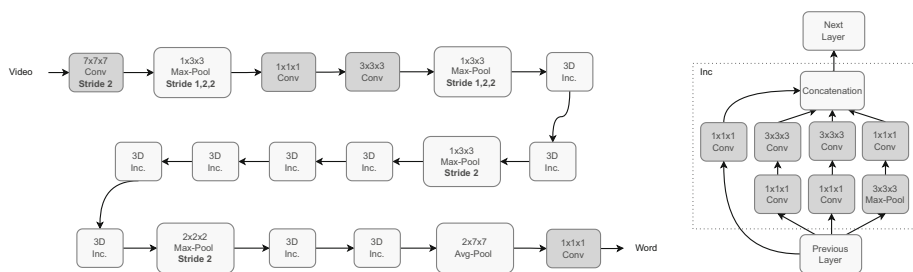 Video
7x7x7
Conv
Stride 2
1x3x3
Max-Pool
Stride 1,2,2
1x1x1
Conv
3x3x3
Conv
1x3x3
Max-Pool
Stride 1,2,2
3D
Inc.
3D
Inc.
3D
Inc.
3D
Inc.
3D
Inc.
1x3x3
Max-Pool
Stride 2
3D
Inc.
3D
Inc.
2x2x2
Max-Pool
Stride 2
3D
Inc.
3D
Inc.
2x7x7
Avg-Pool
1x1x1
Conv
Word
Next
Layer
Inc
Concatenation
1x1x1
Conv
3x3x3
Conv
3x3x3
Conv
1x1x1
Conv
1x1x1
Conv
1x1x1
Conv
3x3x3
Max-Pool
Previous
Layer